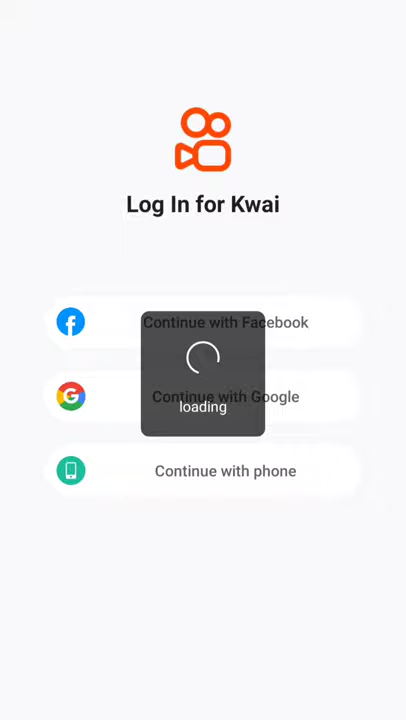 Log In for Kwai
Continue with Facebook
Continue with Google
loading
Continue with phone